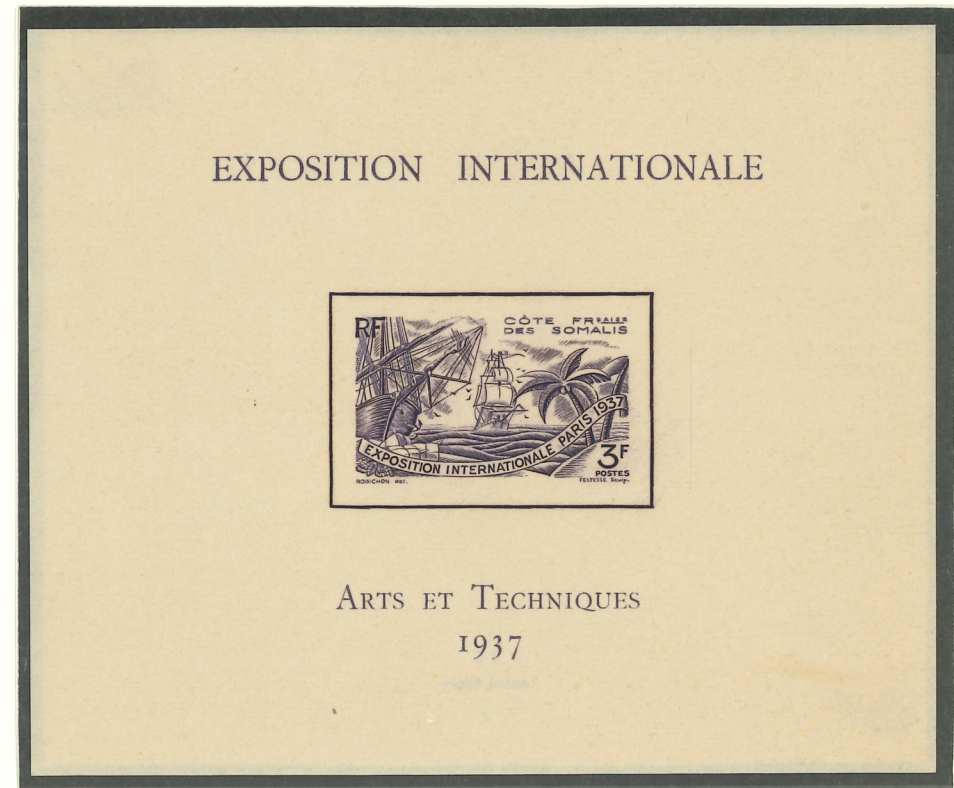 EXPOSITION INTERNATIONALE
RF
CÔTE FRÇAISE
DES SOMALIS
EXPOSITION INTERNATIONALE PARIS 1937
3F
POSTES
ROBICHON del.
FELTESSE Sculp.
ARTS ET TECHNIQUES
1937